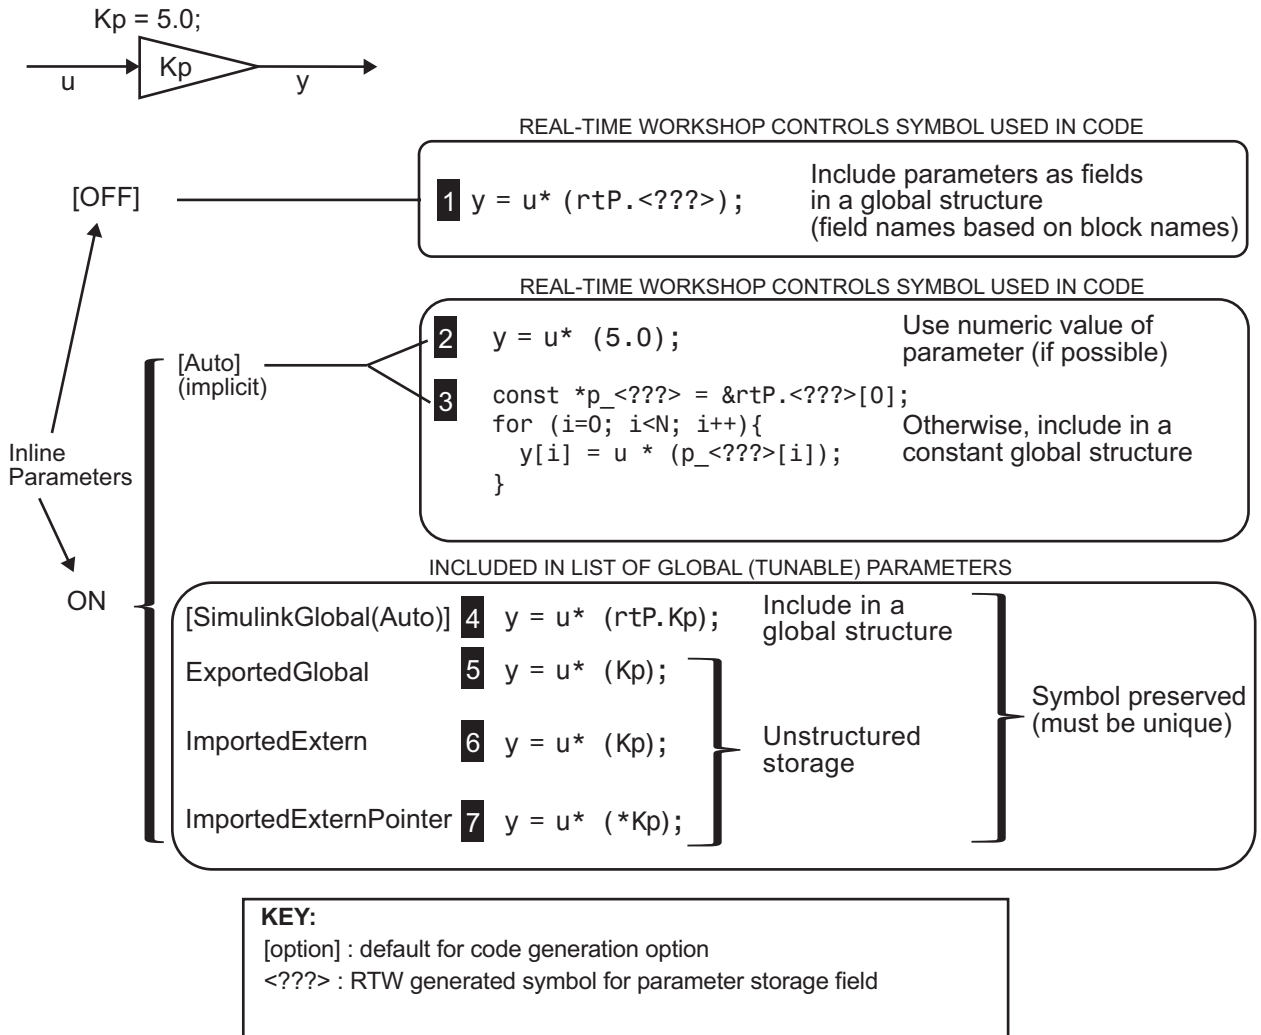 Kp = 5.0;
Kp
u
y
REAL-TIME WORKSHOP CONTROLS SYMBOL USED IN CODE
[OFF]
1 y = u* (rtP.<???>);
Include parameters as fields
in a global structure
(field names based on block names)
REAL-TIME WORKSHOP CONTROLS SYMBOL USED IN CODE
[Auto]
(implicit)
2 y = u* (5.0);
Use numeric value of
parameter (if possible)
3 const *p_<???> = &rtP.<???>[0];
for (i=0; i<N; i++){
y[i] = u * (p_<???>[i]);
}
Otherwise, include in a
constant global structure
Inline
Parameters
ON
INCLUDED IN LIST OF GLOBAL (TUNABLE) PARAMETERS
[SimulinkGlobal(Auto)] 4 y = u* (rtP.Kp);
Include in a
global structure
ExportedGlobal 5 y = u* (Kp);
ImportedExtern 6 y = u* (Kp);
ImportedExternPointer 7 y = u* (*Kp);
Unstructured
storage
Symbol preserved
(must be unique)
KEY:
[option] : default for code generation option
<???> : RTW generated symbol for parameter storage field